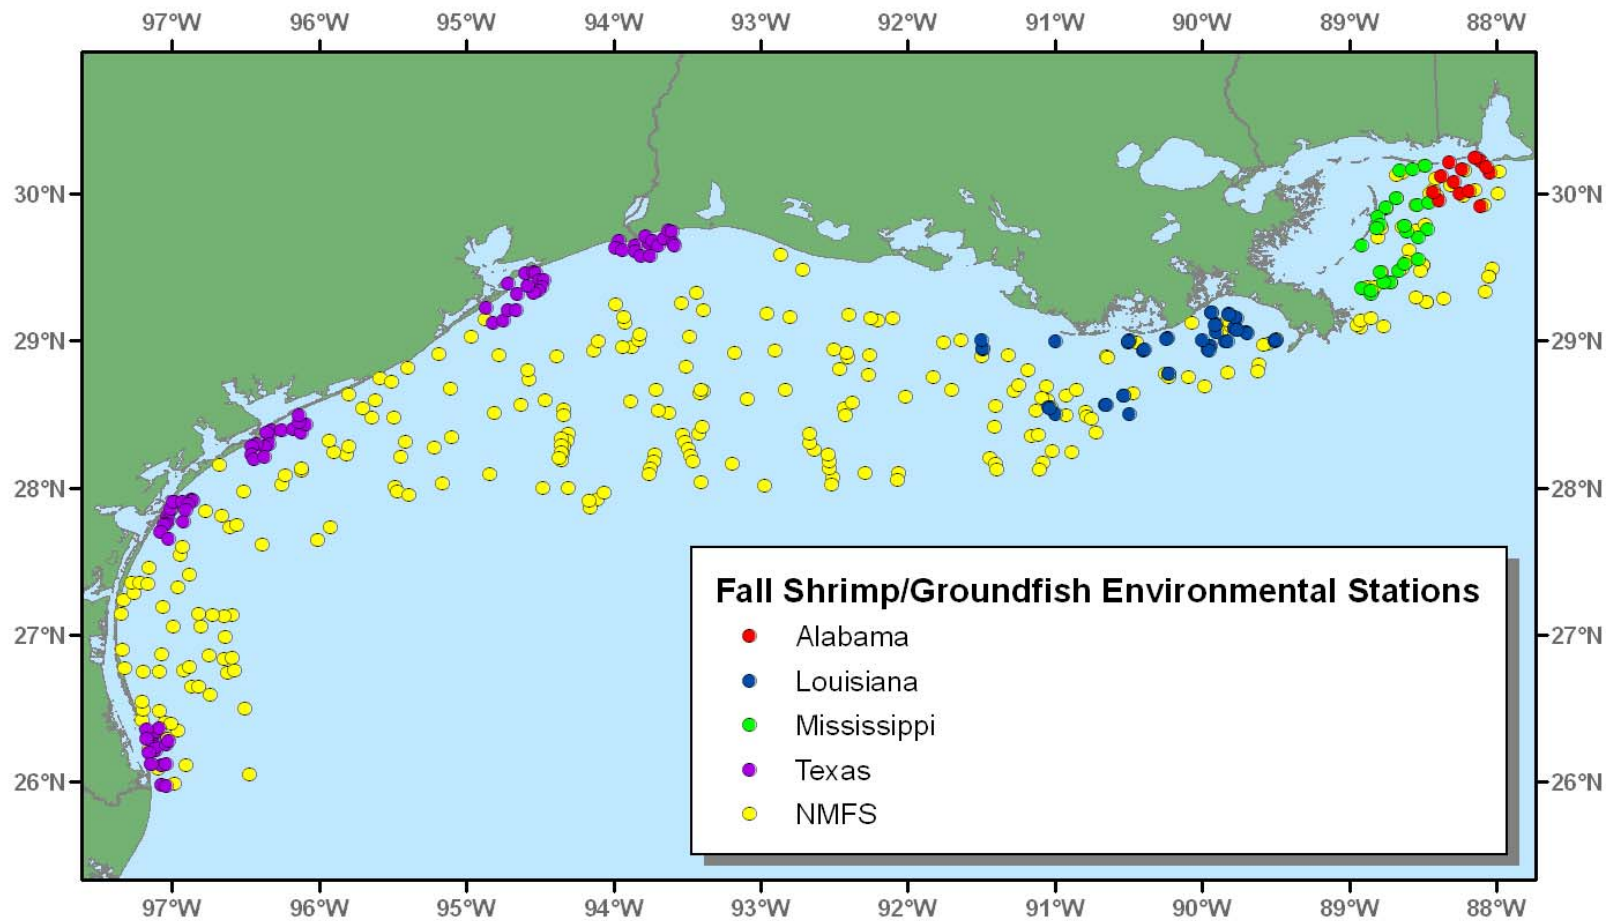 97°W 96°W 95°W 94°W 93°W 92°W 91°W 90°W 89°W 88°W
30°N 30°N
29°N 29°N
28°N 28°N
Fall Shrimp/Groundfish Environmental Stations
Alabama
27°N 27°N
Louisiana
Mississippi
Texas
26°N 26°N
NMFS
97°W 96°W 95°W 94°W 93°W 92°W 91°W 90°W 89°W 88°W